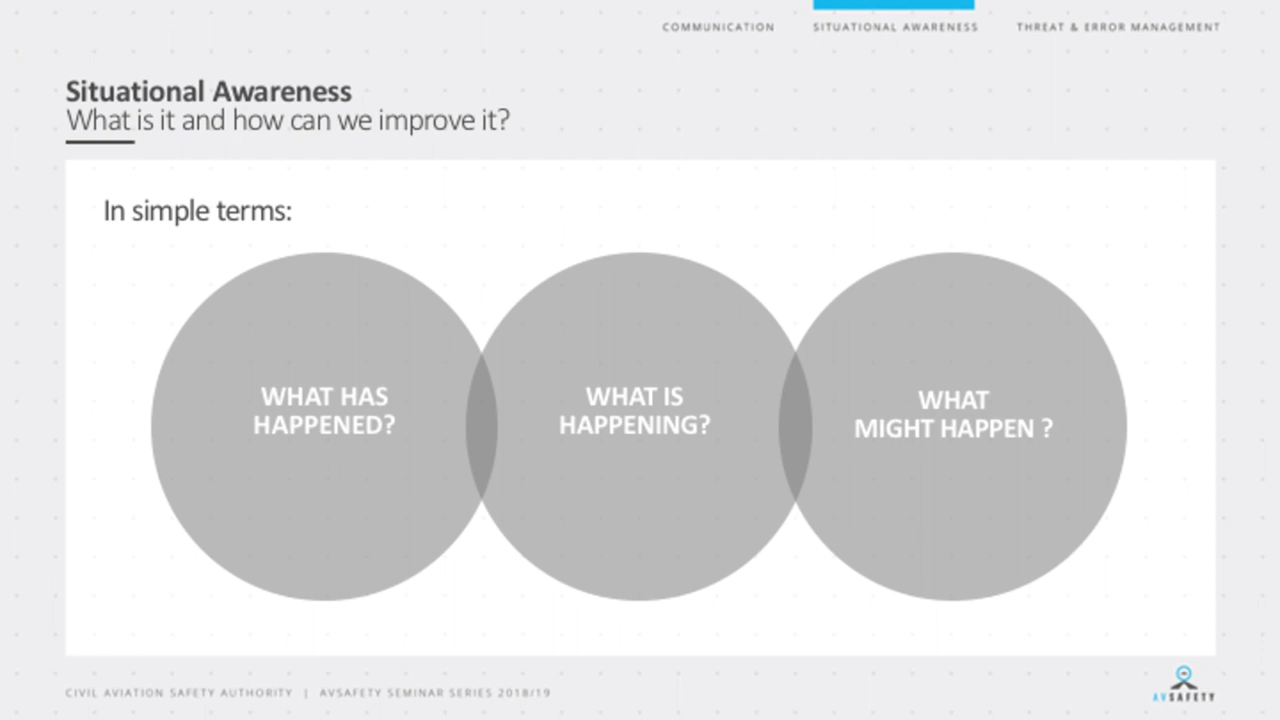 COMMUNICATION SITUATIONAL AWARENESS THREAT & ERROR MANAGEMENT
Situational Awareness
What is it and how can we improve it?
In simple terms:
WHAT HAS
HAPPENED?
WHAT IS
HAPPENING?
WHAT
MIGHT HAPPEN ?
CIVIL AVIATION SAFETY AUTHORITY | AVSAFETY SEMINAR SERIES 2018/19
AVSAFETY